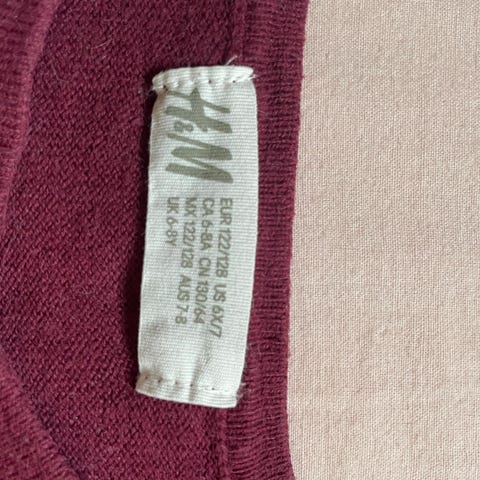 H&M
EUR 122/128 US 6X/7
CA 6-8A CN 130/64
MX 122/128 AUS 7-8
UK 6-8Y